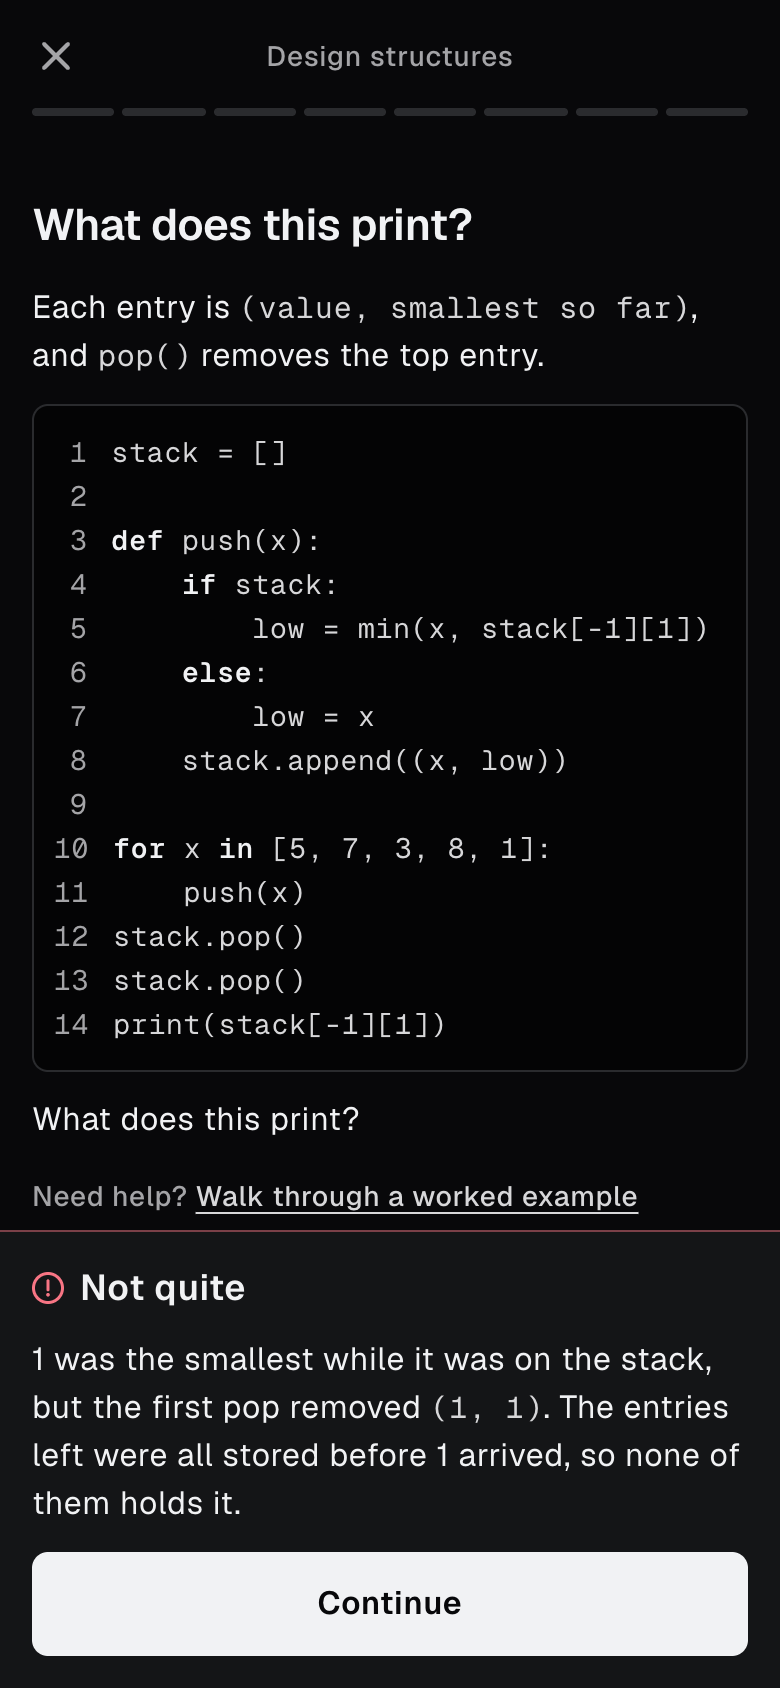 Design structures
What does this print?
Each entry is (value, smallest so far),
and pop() removes the top entry.
1 stack = []
2
3 def push(x):
4     if stack:
5         low = min(x, stack[-1][1])
6     else:
7         low = x
8     stack.append((x, low))
9
10 for x in [5, 7, 3, 8, 1]:
11     push(x)
12 stack.pop()
13 stack.pop()
14 print(stack[-1][1])
What does this print?
Need help? Walk through a worked example
Not quite
1 was the smallest while it was on the stack,
but the first pop removed (1, 1). The entries
left were all stored before 1 arrived, so none of
them holds it.
Continue